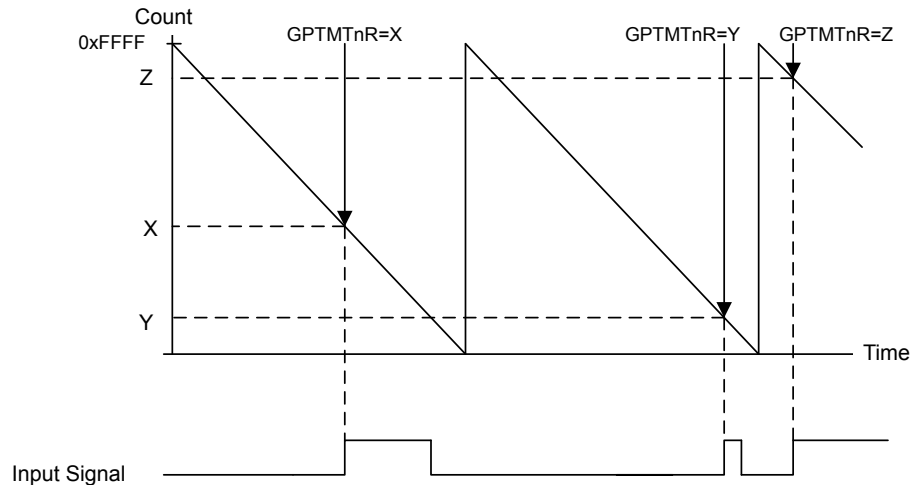 Count
0xFFFF
GPTMTnR=X
GPTMTnR=Y
GPTMTnR=Z
Z
X
Y
Time
Input Signal